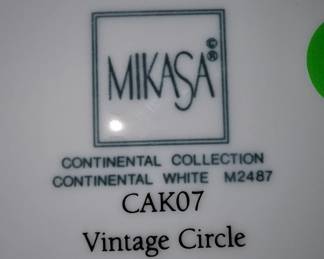 MIKASA ©®
CONTINENTAL COLLECTION
CONTINENTAL WHITE M2487
CAK07
Vintage Circle